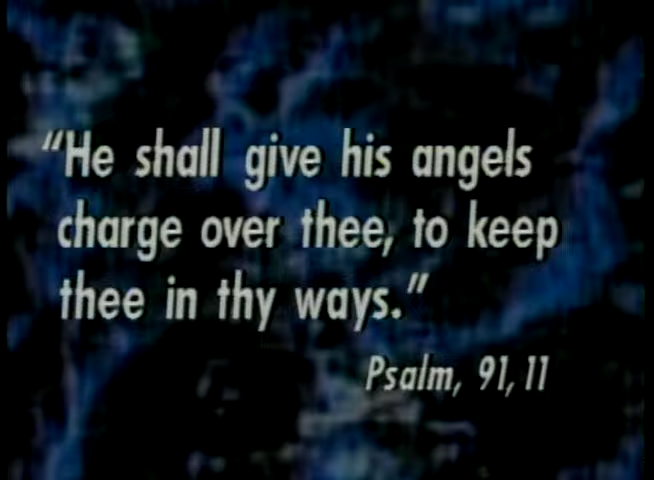 “He shall give his angels
charge over thee, to keep
thee in thy ways.”
Psalm, 91, 11